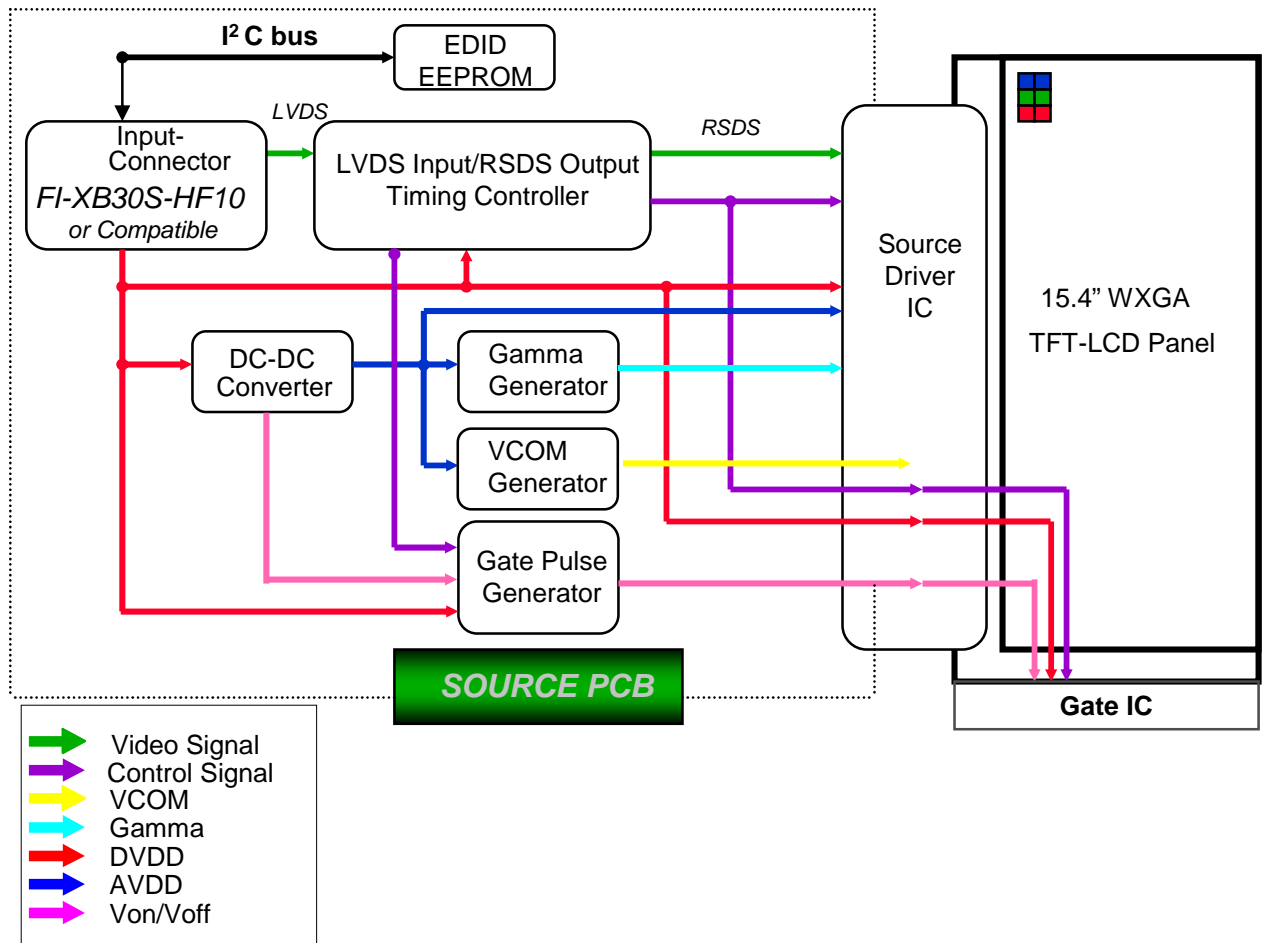 I² C bus
EDID
EEPROM
LVDS
RSDS
Input-
Connector
FI-XB30S-HF10
or Compatible
LVDS Input/RSDS Output
Timing Controller
Source
Driver
IC
15.4” WXGA
TFT-LCD Panel
DC-DC
Converter
Gamma
Generator
VCOM
Generator
Gate Pulse
Generator
SOURCE PCB
Gate IC
Video Signal
Control Signal
VCOM
Gamma
DVDD
AVDD
Von/Voff